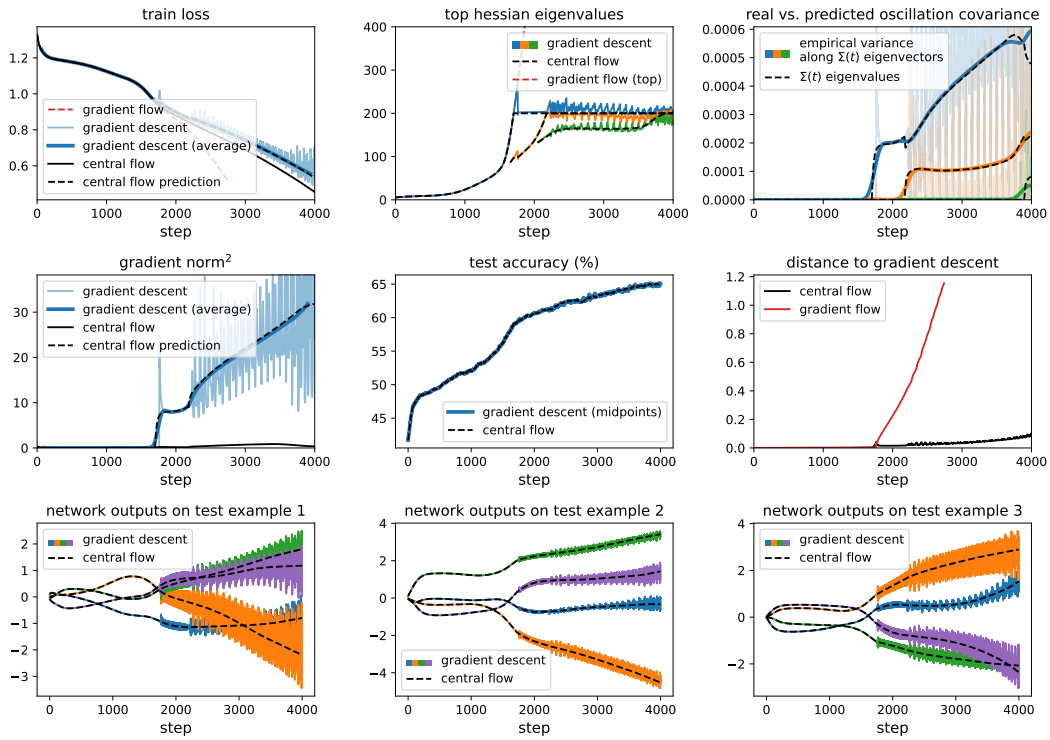 train loss
1.2
1.0
0.8
0.6
gradient flow
gradient descent
gradient descent (average)
central flow
central flow prediction
0 1000 2000 3000 4000
step
top hessian eigenvalues
400
300
200
100
0
gradient descent
central flow
gradient flow (top)
0 1000 2000 3000 4000
step
real vs. predicted oscillation covariance
0.0006
0.0005
0.0004
0.0003
0.0002
0.0001
0.0000
empirical variance
along Σ(t) eigenvectors
Σ(t) eigenvalues
0 1000 2000 3000 4000
step
gradient norm²
30
20
10
0
gradient descent
gradient descent (average)
central flow
central flow prediction
0 1000 2000 3000 4000
step
test accuracy (%)
65
60
55
50
45
gradient descent (midpoints)
central flow
0 1000 2000 3000 4000
step
distance to gradient descent
1.2
1.0
0.8
0.6
0.4
0.2
0.0
central flow
gradient flow
0 1000 2000 3000 4000
step
network outputs on test example 1
2
1
0
−1
−2
−3
gradient descent
central flow
0 1000 2000 3000 4000
step
network outputs on test example 2
4
2
0
−2
−4
gradient descent
central flow
0 1000 2000 3000 4000
step
network outputs on test example 3
4
2
0
−2
gradient descent
central flow
0 1000 2000 3000 4000
step